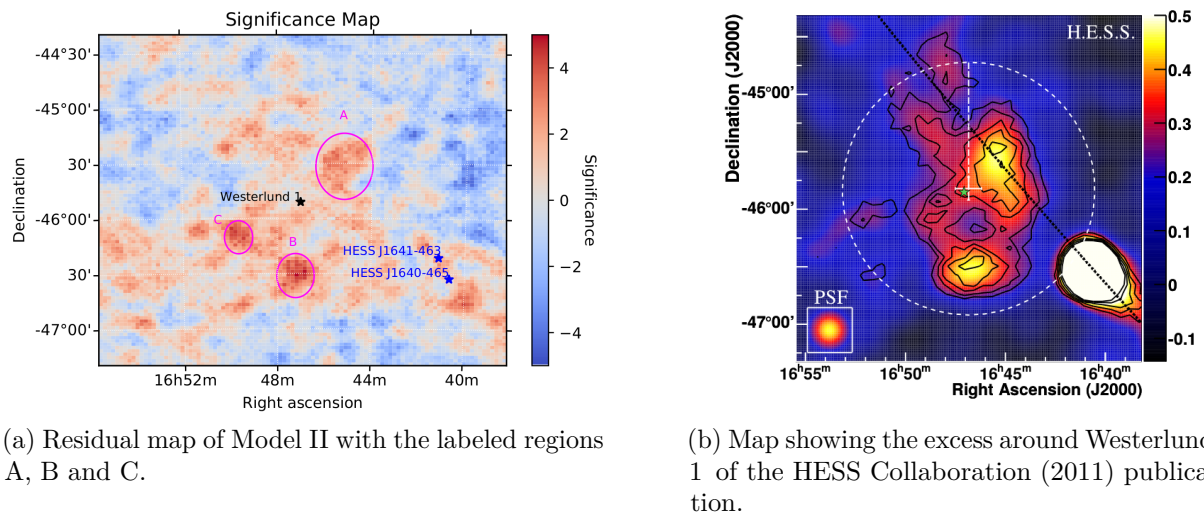 Significance Map
-44°30'
-45°00'
30'
-46°00'
30'
-47°00'
Declination
A
Westerlund 1
C
B
HESS J1641-463
HESS J1640-465
16h52m
48m
44m
40m
Right ascension
4
2
0
−2
−4
Significance
(a) Residual map of Model II with the labeled regions
A, B and C.
H.E.S.S.
Declination (J2000)
-45°00'
-46°00'
-47°00'
PSF
16h55m
16h50m
16h45m
16h40m
Right Ascension (J2000)
0.5
0.4
0.3
0.2
0.1
0
-0.1
(b) Map showing the excess around Westerlund
1 of the HESS Collaboration (2011) publica-
tion.